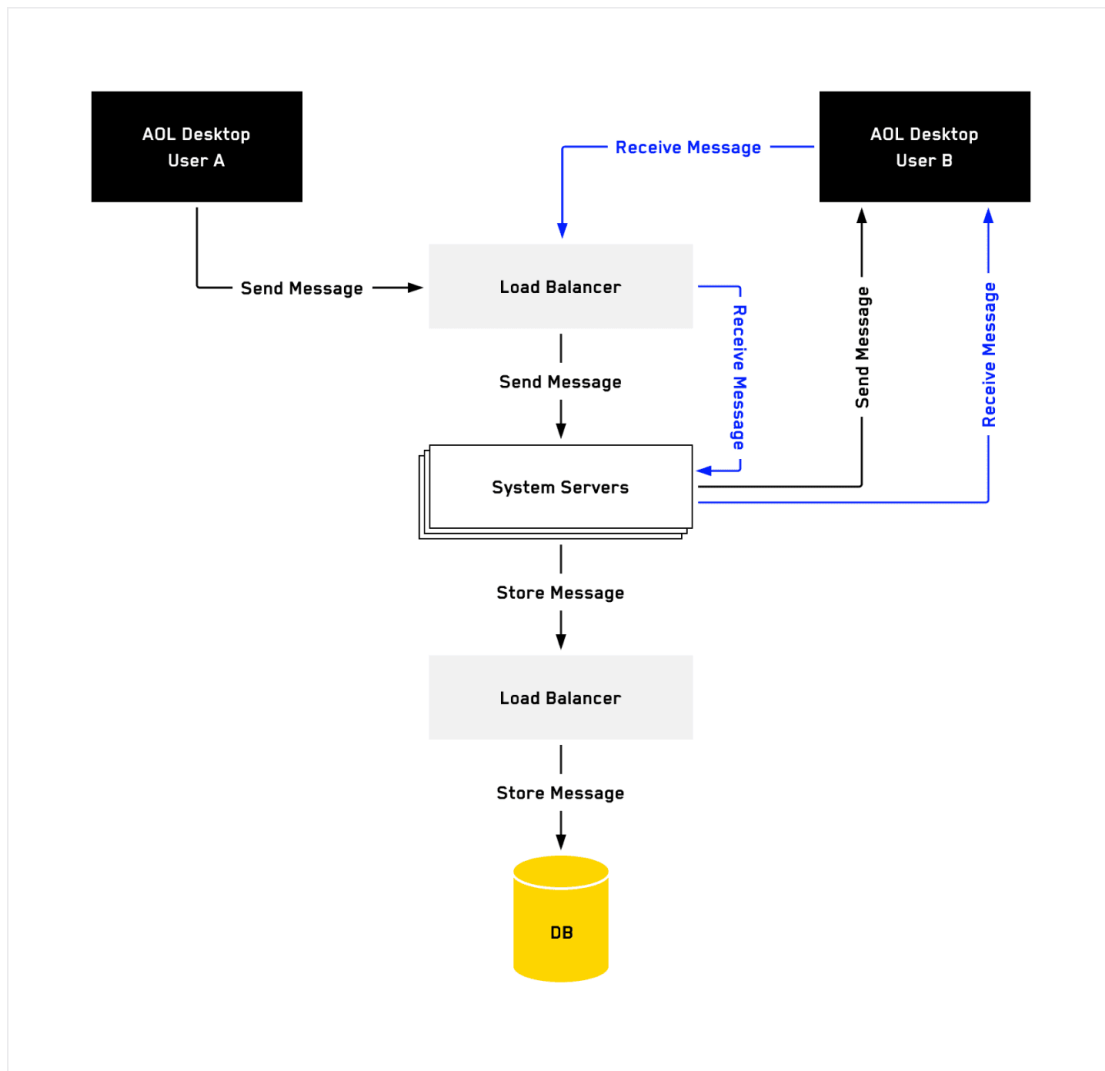 AOL Desktop
User A
AOL Desktop
User B
Receive Message
Send Message
Load Balancer
Receive Message
Send Message
Receive Message
Send Message
System Servers
Store Message
Load Balancer
Store Message
DB